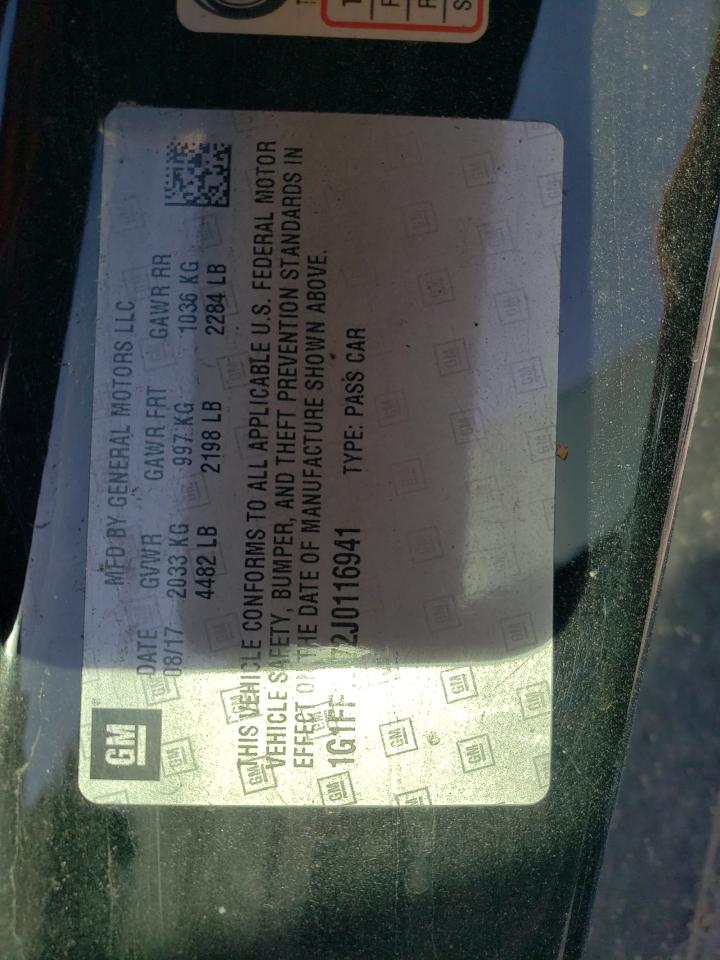 GM
MFD BY GENERAL MOTORS LLC
DATE GVWR GAWR FRT GAWR RR
08/17 2033 KG 997 KG 1036 KG
4482 LB 2198 LB 2284 LB
THIS VEHICLE CONFORMS TO ALL APPLICABLE U.S. FEDERAL MOTOR
VEHICLE SAFETY, BUMPER, AND THEFT PREVENTION STANDARDS IN
EFFECT ON THE DATE OF MANUFACTURE SHOWN ABOVE.
TYPE: PASS CAR